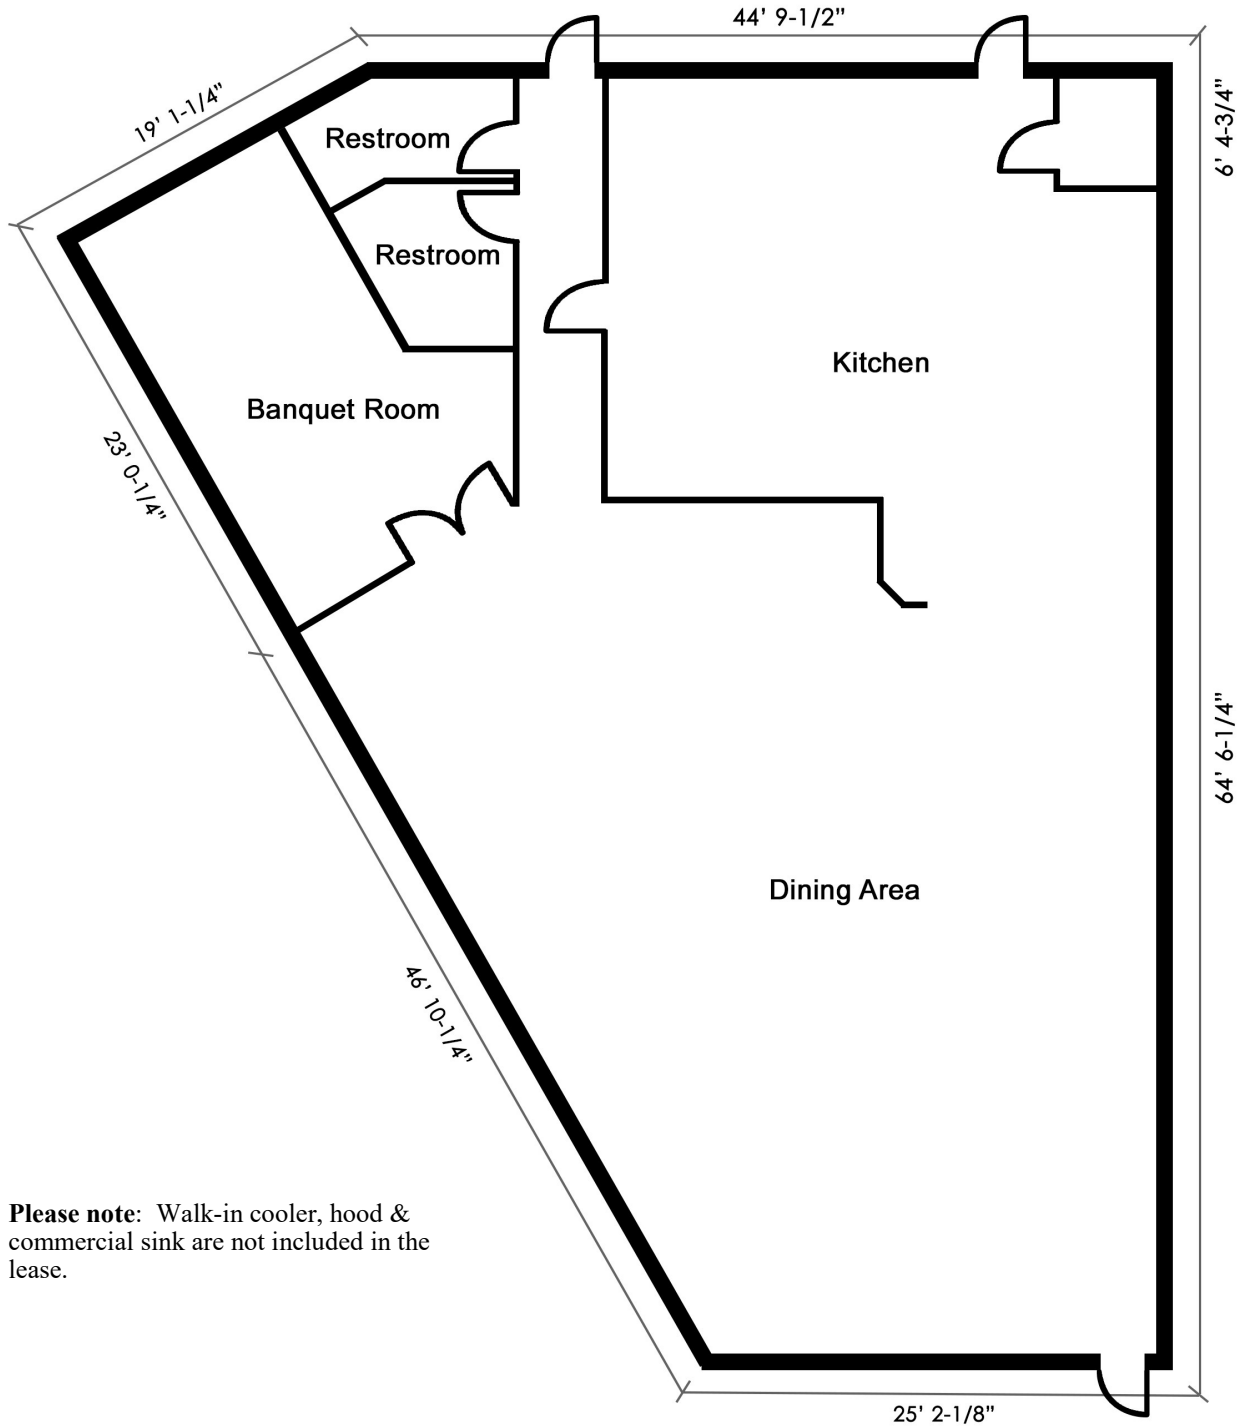 44' 9-1/2"
19' 1-1/4"
6' 4-3/4"
Restroom
Restroom
Kitchen
Banquet Room
23' 0-1/4"
64' 6-1/4"
Dining Area
46' 10-1/4"
Please note:  Walk-in cooler, hood &
commercial sink are not included in the
lease.
25' 2-1/8"